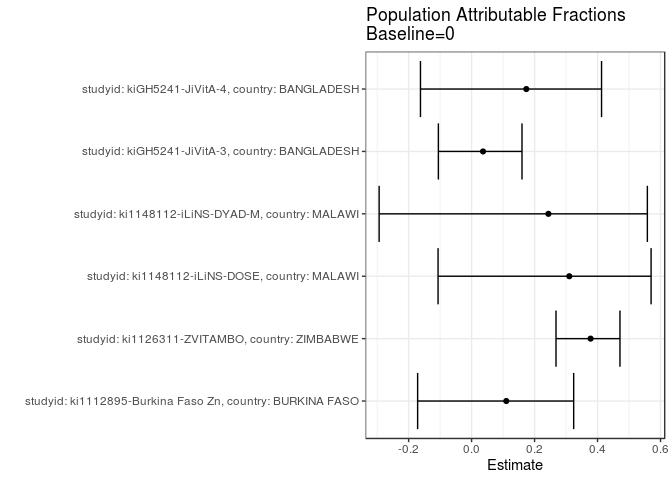 Population Attributable Fractions
Baseline=0
studyid: kiGH5241-JiVitA-4, country: BANGLADESH
studyid: kiGH5241-JiVitA-3, country: BANGLADESH
studyid: ki1148112-iLiNS-DYAD-M, country: MALAWI
studyid: ki1148112-iLiNS-DOSE, country: MALAWI
studyid: ki1126311-ZVITAMBO, country: ZIMBABWE
studyid: ki1112895-Burkina Faso Zn, country: BURKINA FASO
-0.2 0.0 0.2 0.4 0.6
Estimate